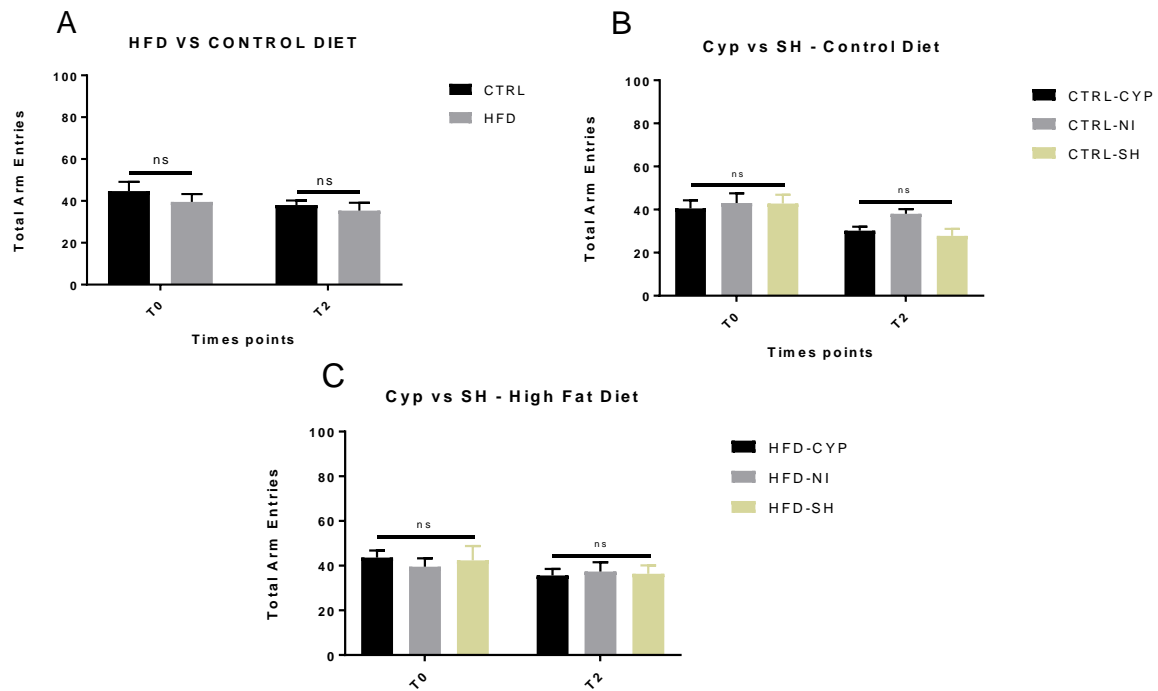 A
HFD VS CONTROL DIET
Total Arm Entries
100
80
60
40
20
0
ns
ns
T0
T2
Times points
CTRL
HFD
B
Cyp vs SH - Control Diet
Total Arm Entries
100
80
60
40
20
0
ns
ns
T0
T2
Times points
CTRL-CYP
CTRL-NI
CTRL-SH
C
Cyp vs SH - High Fat Diet
Total Arm Entries
100
80
60
40
20
0
ns
ns
T0
T2
HFD-CYP
HFD-NI
HFD-SH